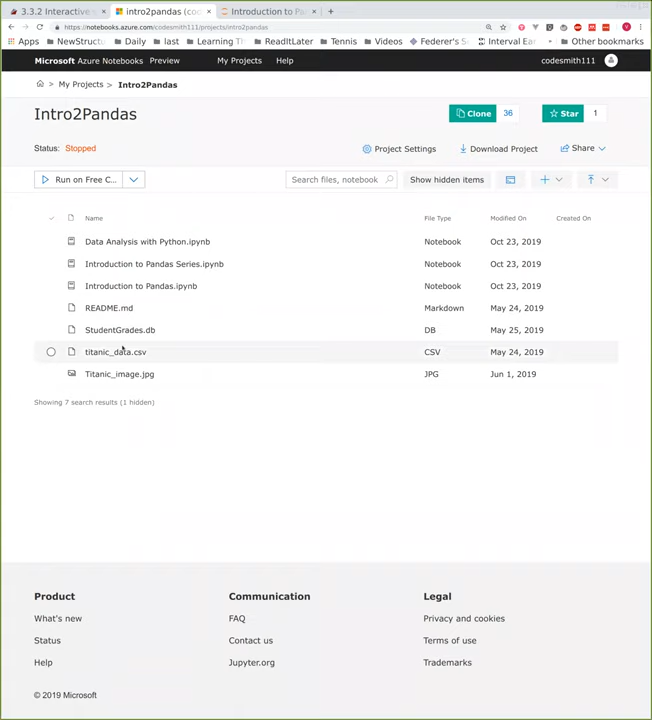 3.3.2 Interactive
intro2pandas (co
Introduction to Pa
https://notebooks.azure.com/codesmith111/projects/intro2pandas
Apps NewStructu Daily last Learning Ti ReadItLater Tennis Videos Federer's S Interval Ear Other bookmarks
Microsoft Azure Notebooks Preview My Projects Help codesmith111
> My Projects > Intro2Pandas
Intro2Pandas
Clone 36 Star 1
Status: Stopped
Project Settings Download Project Share
Run on Free C... Search files, notebook Show hidden items
Name File Type Modified On Created On
Data Analysis with Python.ipynb Notebook Oct 23, 2019
Introduction to Pandas Series.ipynb Notebook Oct 23, 2019
Introduction to Pandas.ipynb Notebook Oct 23, 2019
README.md Markdown May 24, 2019
StudentGrades.db DB May 25, 2019
titanic_data.csv CSV May 24, 2019
Titanic_image.jpg JPG Jun 1, 2019
Showing 7 search results (1 hidden)
Product Communication Legal
What's new FAQ Privacy and cookies
Status Contact us Terms of use
Help Jupyter.org Trademarks
© 2019 Microsoft